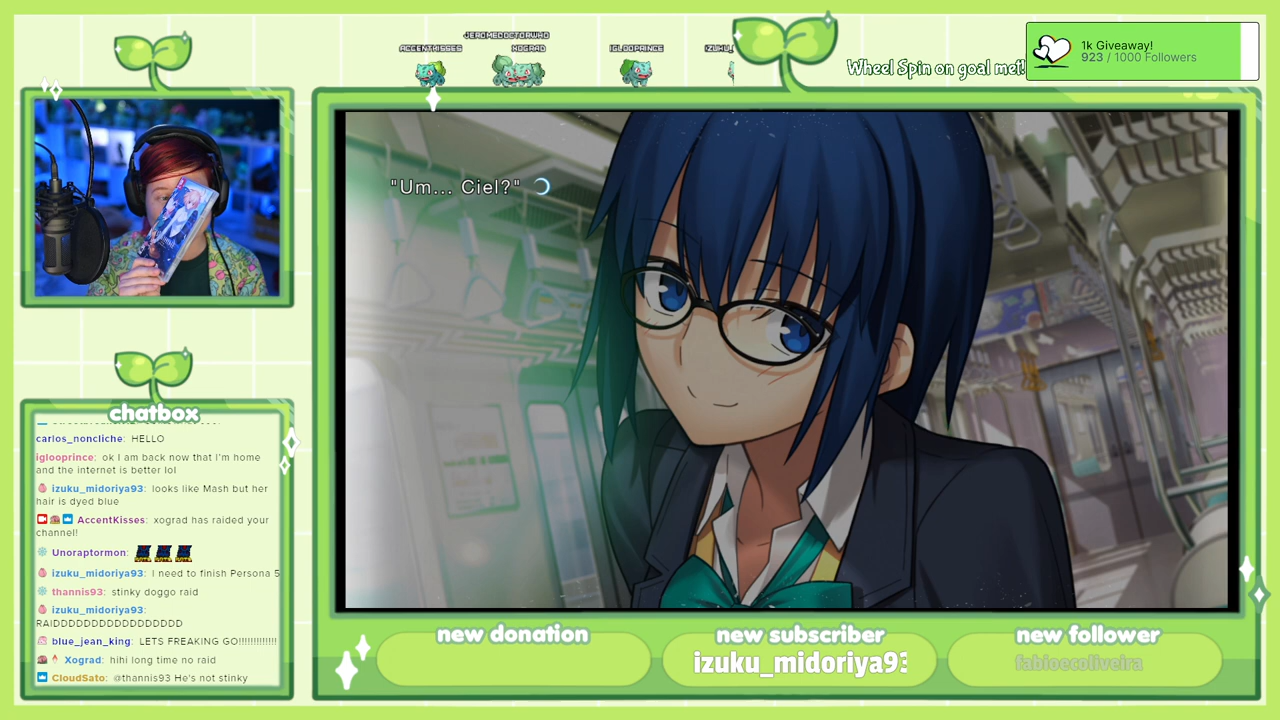 JEROMEDOCTORWHO
ACCENTKISSES
XOGRAD
IGLOOPRINCE
IZUKU_
Wheel Spin on goal met!
1k Giveaway!
923 / 1000 Followers
"Um... Ciel?"
chatbox
carlos_noncliche: HELLO
iglooprince: ok I am back now that I'm home
and the internet is better lol
izuku_midoriya93: looks like Mash but her
hair is dyed blue
AccentKisses: xograd has raided your
channel!
Unoraptormon:
izuku_midoriya93: I need to finish Persona 5
thannis93: stinky doggo raid
izuku_midoriya93:
RAIDDDDDDDDDDDDDDDDD
blue_jean_king: LETS FREAKING GO!!!!!!!!!!!!!
Xograd: hihi long time no raid
CloudSato: @thannis93 He's not stinky
new donation
new subscriber
izuku_midoriya93
new follower
fabioecoliveira